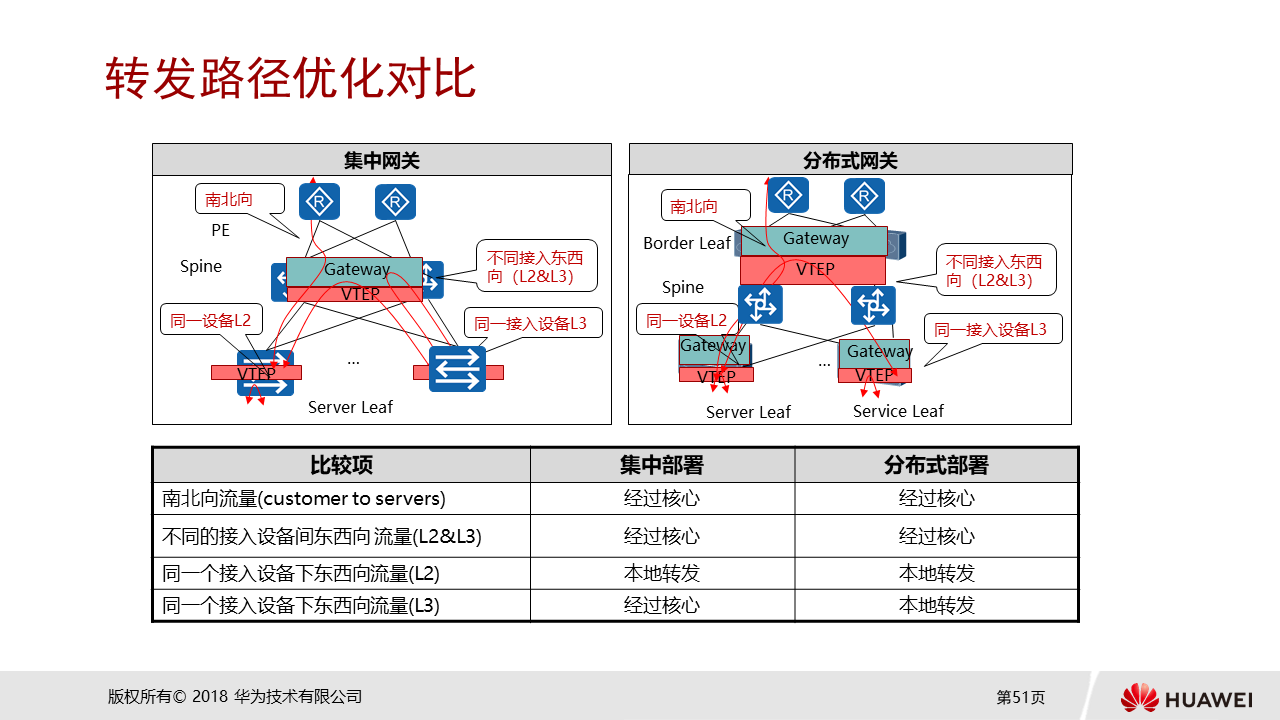 转发路径优化对比
集中网关
南北向
R
R
PE
Spine
Gateway
VTEP
不同接入东西
向（L2&L3）
同一设备L2
同一接入设备L3
VTEP
...
Server Leaf
分布式网关
南北向
R
R
Border Leaf
Gateway
VTEP
Spine
不同接入东西
向（L2&L3）
同一设备L2
同一接入设备L3
Gateway
VTEP
...
Gateway
VTEP
Server Leaf
Service Leaf
比较项 集中部署 分布式部署
南北向流量(customer to servers) 经过核心 经过核心
不同的接入设备间东西向 流量(L2&L3) 经过核心 经过核心
同一个接入设备下东西向流量(L2) 本地转发 本地转发
同一个接入设备下东西向流量(L3) 经过核心 本地转发
版权所有© 2018 华为技术有限公司
第51页
HUAWEI